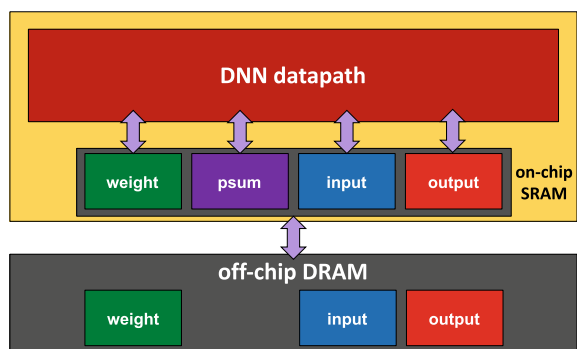 DNN datapath
weight psum input output
on-chip
SRAM
off-chip DRAM
weight input output